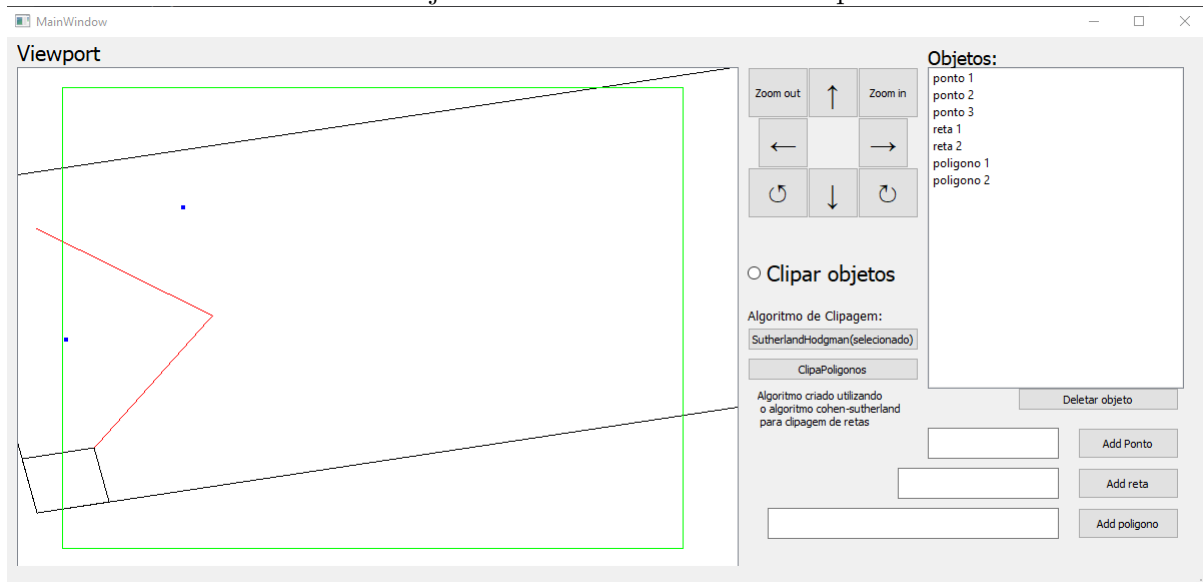 MainWindow
Viewport
Objetos:
Zoom out
↑
Zoom in
←
→
↺
↓
↻
ponto 1
ponto 2
ponto 3
reta 1
reta 2
poligono 1
poligono 2
Clipar objetos
Algoritmo de Clipagem:
SutherlandHodgman(selecionado)
ClipaPoligonos
Algoritmo criado utilizando
o algoritmo cohen-sutherland
para clipagem de retas
Deletar objeto
Add Ponto
Add reta
Add poligono